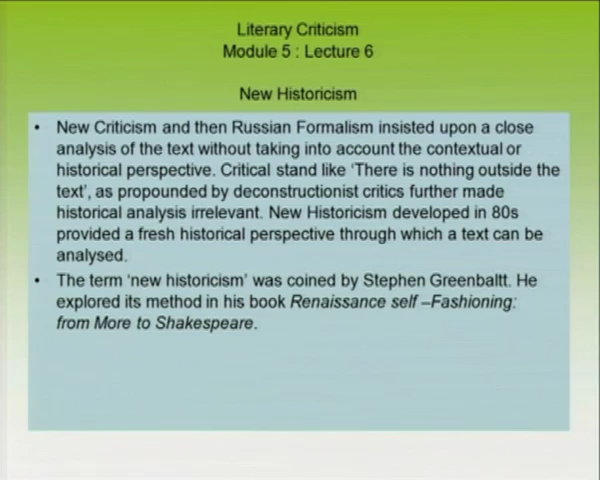 Literary Criticism
Module 5 : Lecture 6
New Historicism
• New Criticism and then Russian Formalism insisted upon a close
analysis of the text without taking into account the contextual or
historical perspective. Critical stand like 'There is nothing outside the
text', as propounded by deconstructionist critics further made
historical analysis irrelevant. New Historicism developed in 80s
provided a fresh historical perspective through which a text can be
analysed.
• The term 'new historicism' was coined by Stephen Greenbaltt. He
explored its method in his book Renaissance self –Fashioning:
from More to Shakespeare.